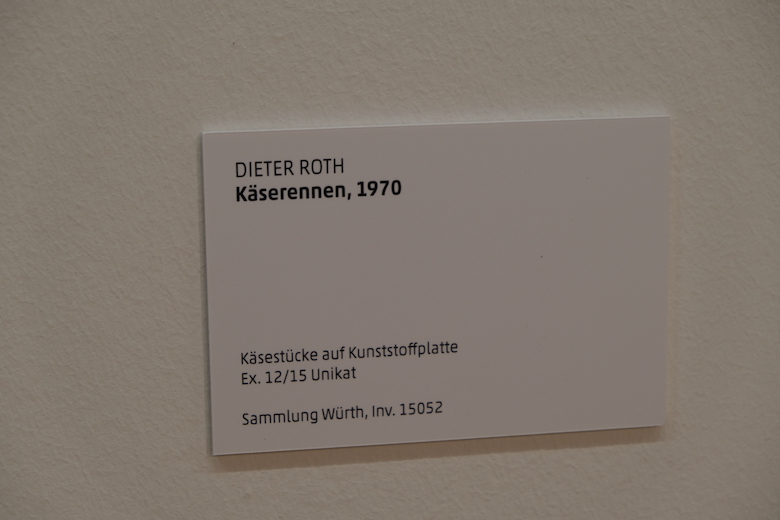 DIETER ROTH
Käserennen, 1970
Käsestücke auf Kunststoffplatte
Ex. 12/15 Unikat
Sammlung Würth, Inv. 15052